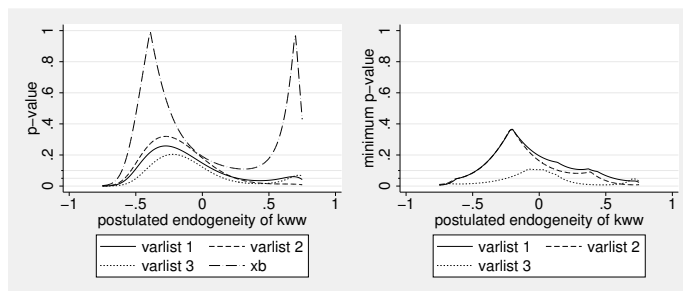 p-value
1
.8
.6
.4
.2
0
-1 -.5 0 .5 1
postulated endogeneity of kww
varlist 1 varlist 2
varlist 3 xb
minimum p-value
1
.8
.6
.4
.2
0
-1 -.5 0 .5 1
postulated endogeneity of kww
varlist 1 varlist 2
varlist 3